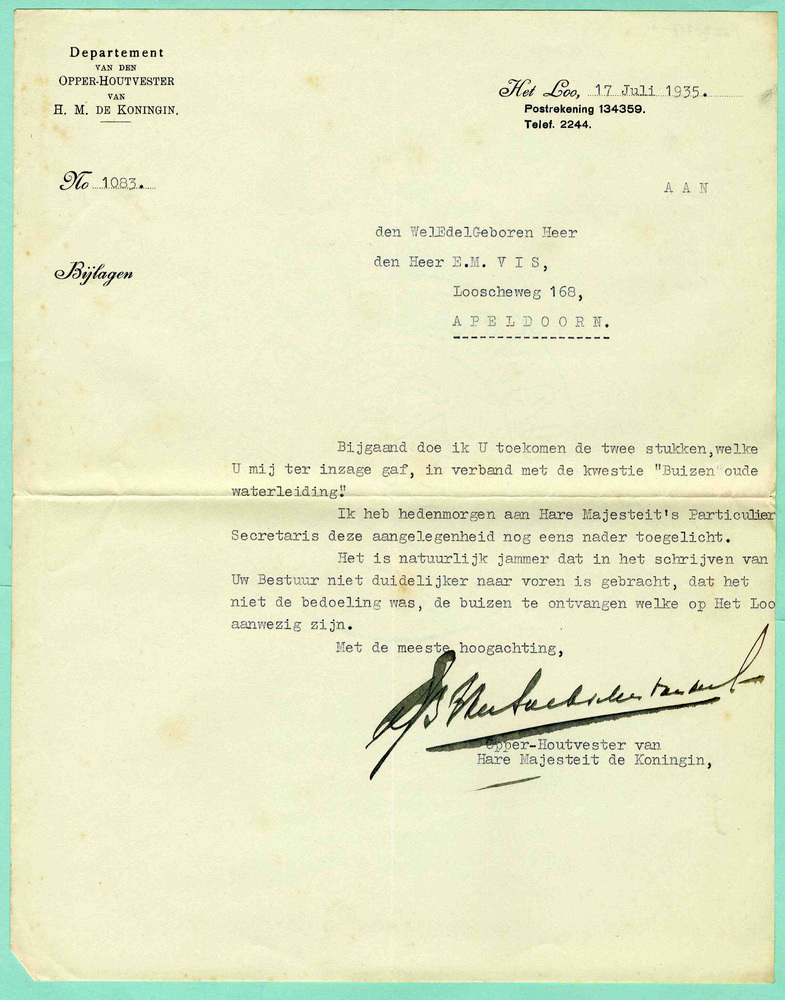 Departement
VAN DEN
OPPER-HOUTVESTER
VAN
H. M. DE KONINGIN.
Het Loo, 17 Juli 1935.
Postrekening 134359.
Telef. 2244.
No 1083.
A A N
Bijlagen
den WelEdelGeboren Heer
den Heer E.M. V I S,
Looscheweg 168,
A P E L D O O R N.
Bijgaand doe ik U toekomen de twee stukken,welke
U mij ter inzage gaf, in verband met de kwestie "Buizen oude
waterleiding"
Ik heb hedenmorgen aan Hare Majesteit's Particulier
Secretaris deze aangelegenheid nog eens nader toegelicht.
Het is natuurlijk jammer dat in het schrijven van
Uw Bestuur niet duidelijker naar voren is gebracht, dat het
niet de bedoeling was, de buizen te ontvangen welke op Het Loo
aanwezig zijn.
Met de meeste hoogachting,
Opper-Houtvester van
Hare Majesteit de Koningin,